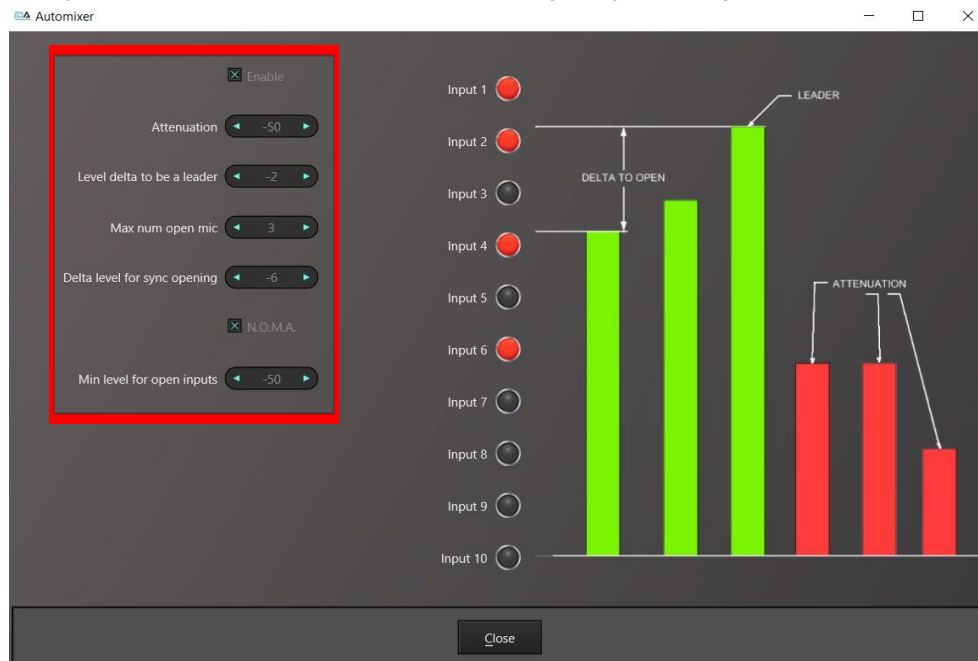 Automixer
Enable
Attenuation -50
Level delta to be a leader -2
Max num open mic 3
Delta level for sync opening -6
N.O.M.A.
Min level for open inputs -50
Input 1
Input 2
Input 3
Input 4
Input 5
Input 6
Input 7
Input 8
Input 9
Input 10
LEADER
DELTA TO OPEN
ATTENUATION
Close